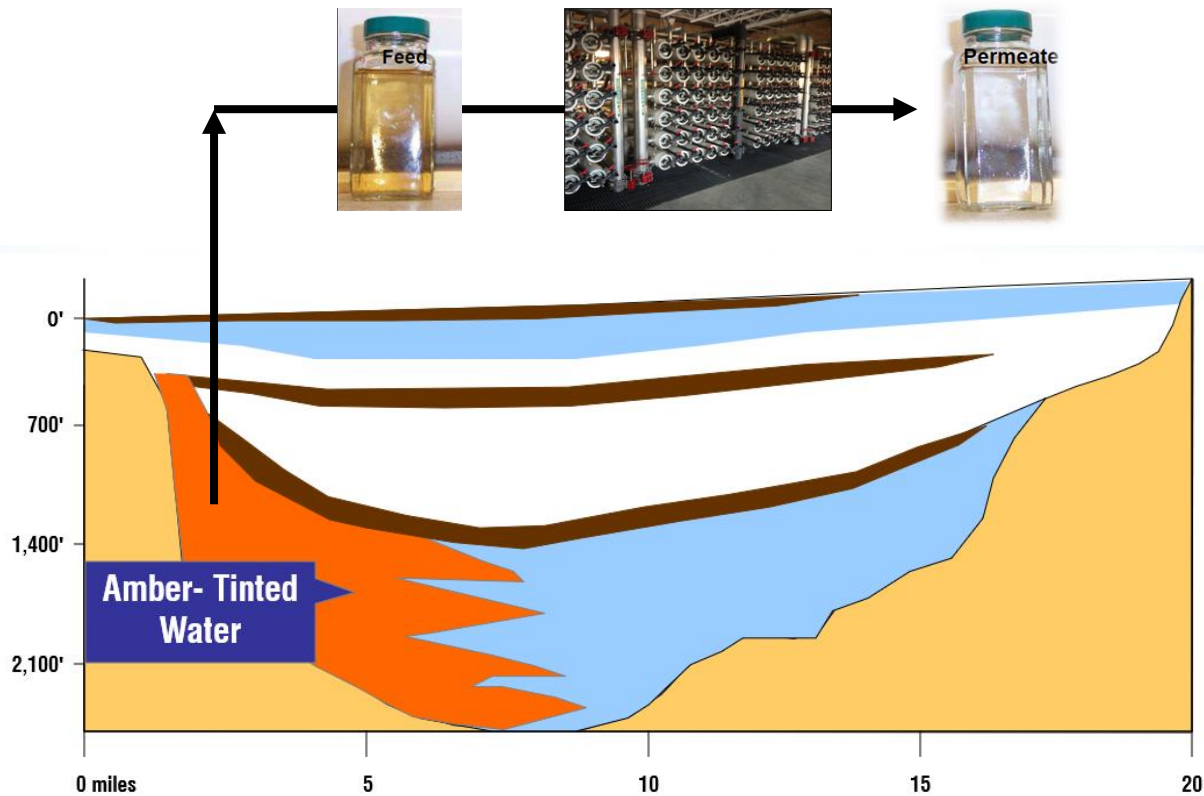 Feed
Permeate
0'
700'
1,400'
Amber- Tinted
Water
2,100'
0 miles
5
10
15
20